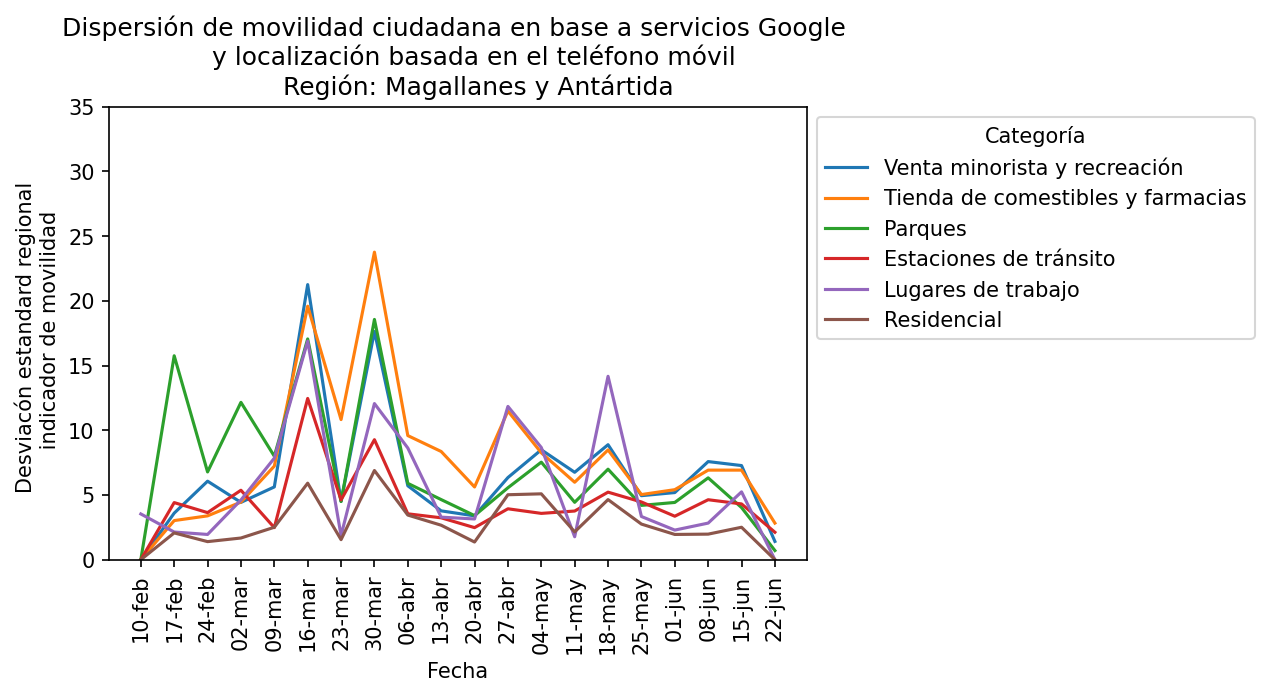 Dispersión de movilidad ciudadana en base a servicios Google
y localización basada en el teléfono móvil
Región: Magallanes y Antártida
Desviacón estandard regional
indicador de movilidad
35
30
25
20
15
10
5
0
10-feb
17-feb
24-feb
02-mar
09-mar
16-mar
23-mar
30-mar
06-abr
13-abr
20-abr
27-abr
04-may
11-may
18-may
25-may
01-jun
08-jun
15-jun
22-jun
Fecha
Categoría
Venta minorista y recreación
Tienda de comestibles y farmacias
Parques
Estaciones de tránsito
Lugares de trabajo
Residencial